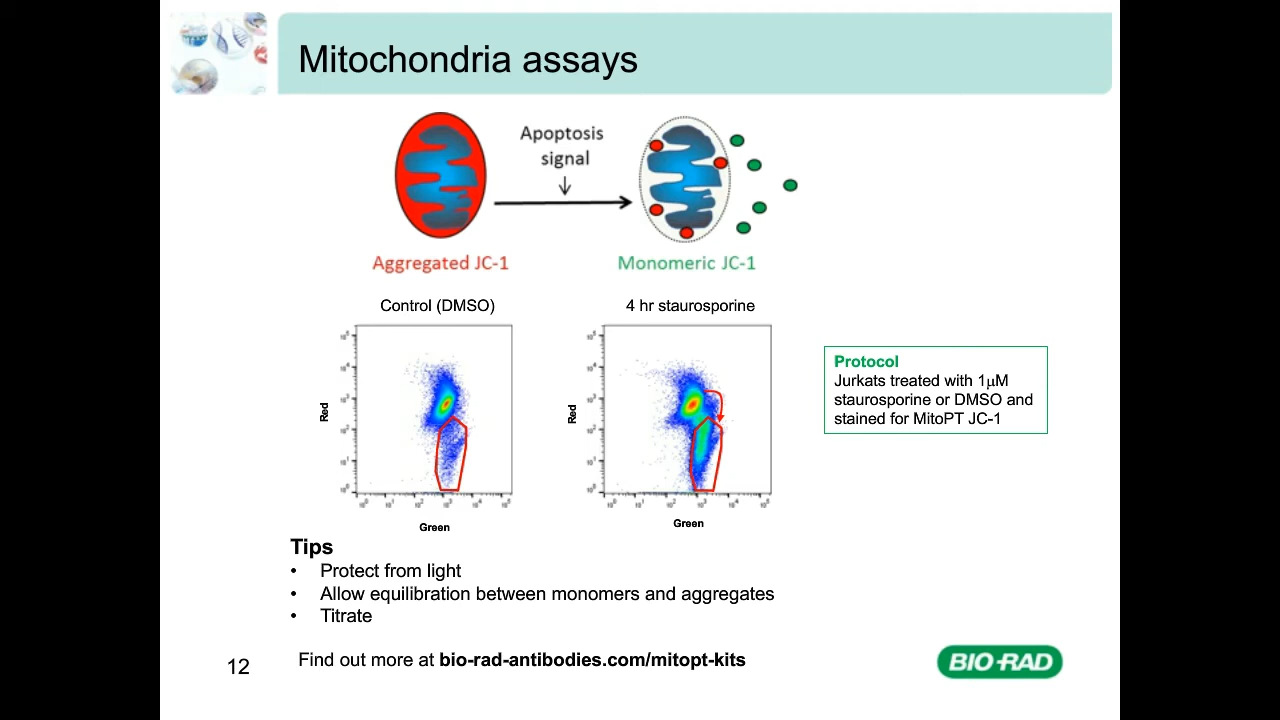 Mitochondria assays
Apoptosis
signal
Aggregated JC-1
Monomeric JC-1
Control (DMSO)
4 hr staurosporine
Red
Green
Red
Green
Protocol
Jurkats treated with 1µM
staurosporine or DMSO and
stained for MitoPT JC-1
Tips
• Protect from light
• Allow equilibration between monomers and aggregates
• Titrate
12
Find out more at bio-rad-antibodies.com/mitopt-kits
BIO-RAD